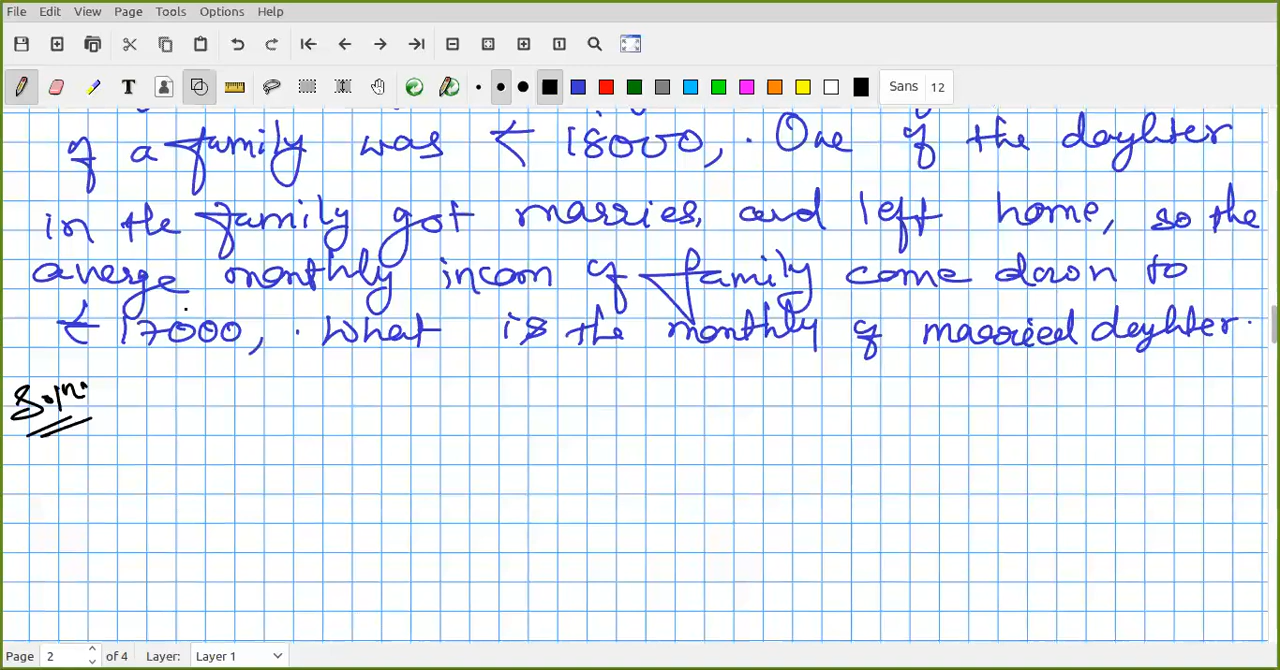 File Edit View Page Tools Options Help
Sans 12
of a family was ₹ 18000, . One of the dayhter
in the family got marries, and left home, so the
averge monthly incom of family come down to
₹ 17000, . What is the monthly of married deyhter.
Soln.
Page 2 of 4 Layer: Layer 1